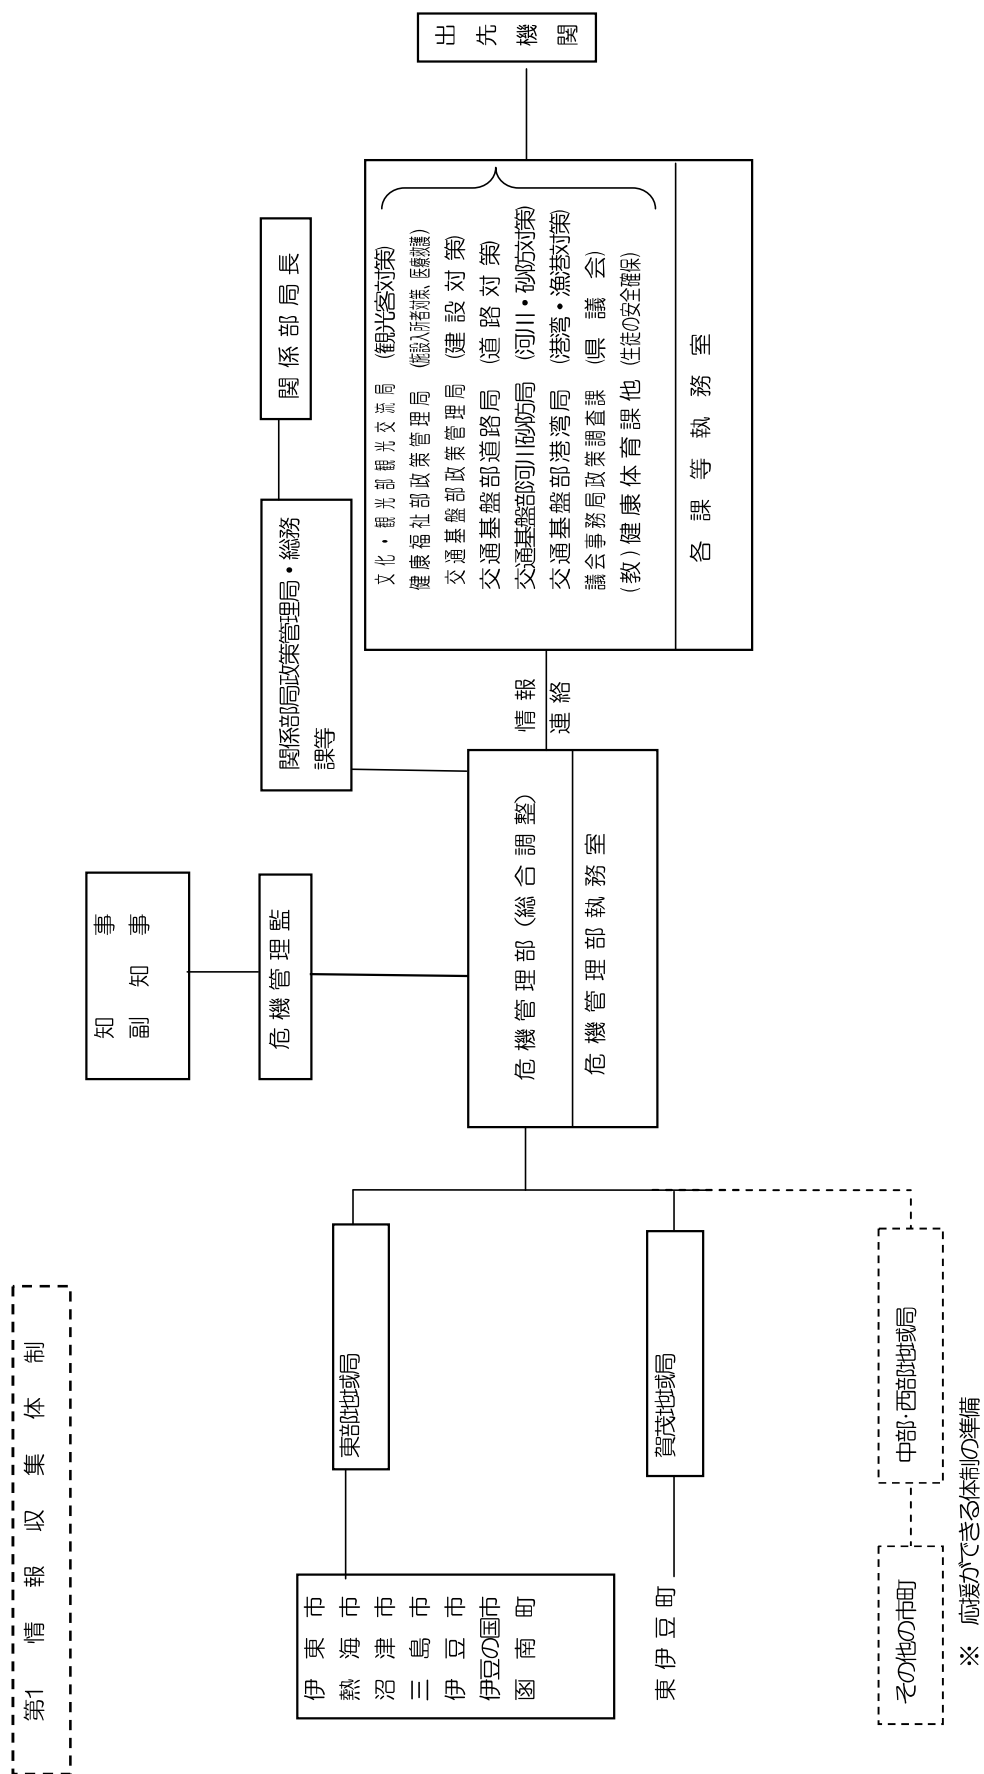 第1 情報収集体制
知事
副知事
危機管理監
関係部局政策管理局・総務
課等
関係部局長
伊東市
熱海市
沼津市
三島市
伊豆市
伊豆の国市
函南町
東部地域局
危機管理部（総合調整）
危機管理部執務室
情報
連絡
文化・観光部観光交流局 (観光客対策)
健康福祉部政策管理局 (施設入所者対策、医療救護)
交通基盤部政策管理局 (建設対策)
交通基盤部道路局 (道路対策)
交通基盤部河川砂防局 (河川・砂防対策)
交通基盤部港湾局 (港湾・漁港対策)
議会事務局政策調査課 (県議会)
（教）健康体育課他 (生徒の安全確保)
各課等執務室
出先機関
東伊豆町
賀茂地域局
その他の市町
中部・西部地域局
※ 応援ができる体制の準備